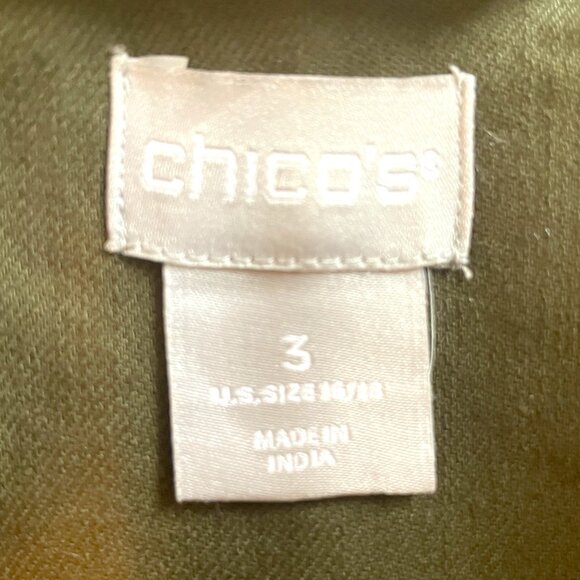 chico's®
3
U.S. SIZE 16/18
MADE IN
INDIA